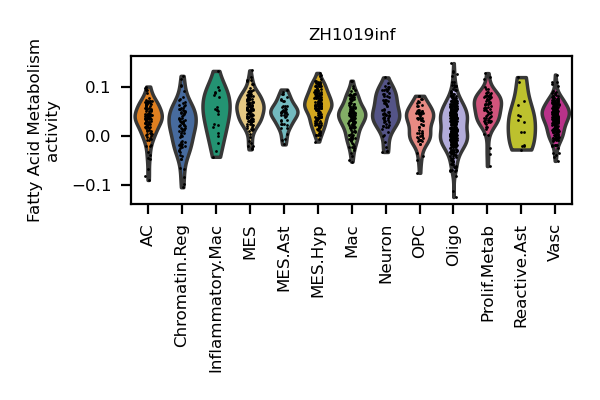 ZH1019inf
Fatty Acid Metabolism
activity
0.1
0.0
−0.1
AC
Chromatin.Reg
Inflammatory.Mac
MES
MES.Ast
MES.Hyp
Mac
Neuron
OPC
Oligo
Prolif.Metab
Reactive.Ast
Vasc